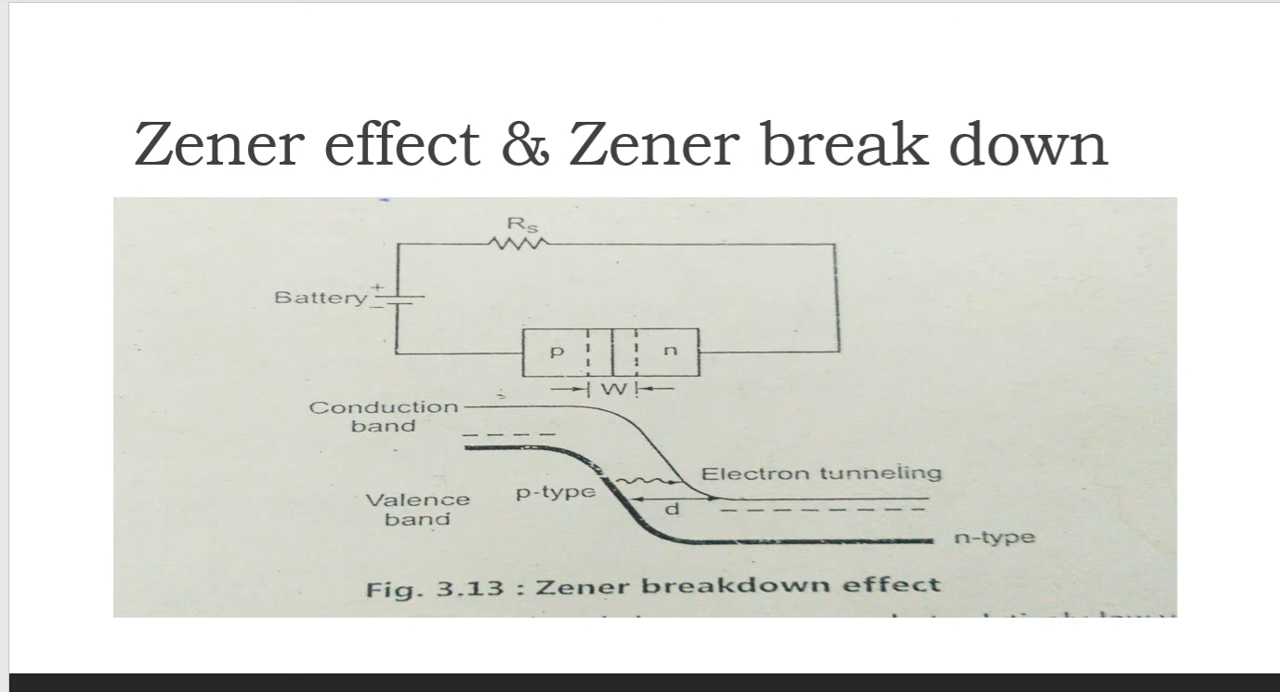 Zener effect & Zener break down
Rs
+
Battery
−
p
n
W
Conduction
band
Electron tunneling
Valence
band
p-type
d
n-type
Fig. 3.13 : Zener breakdown effect